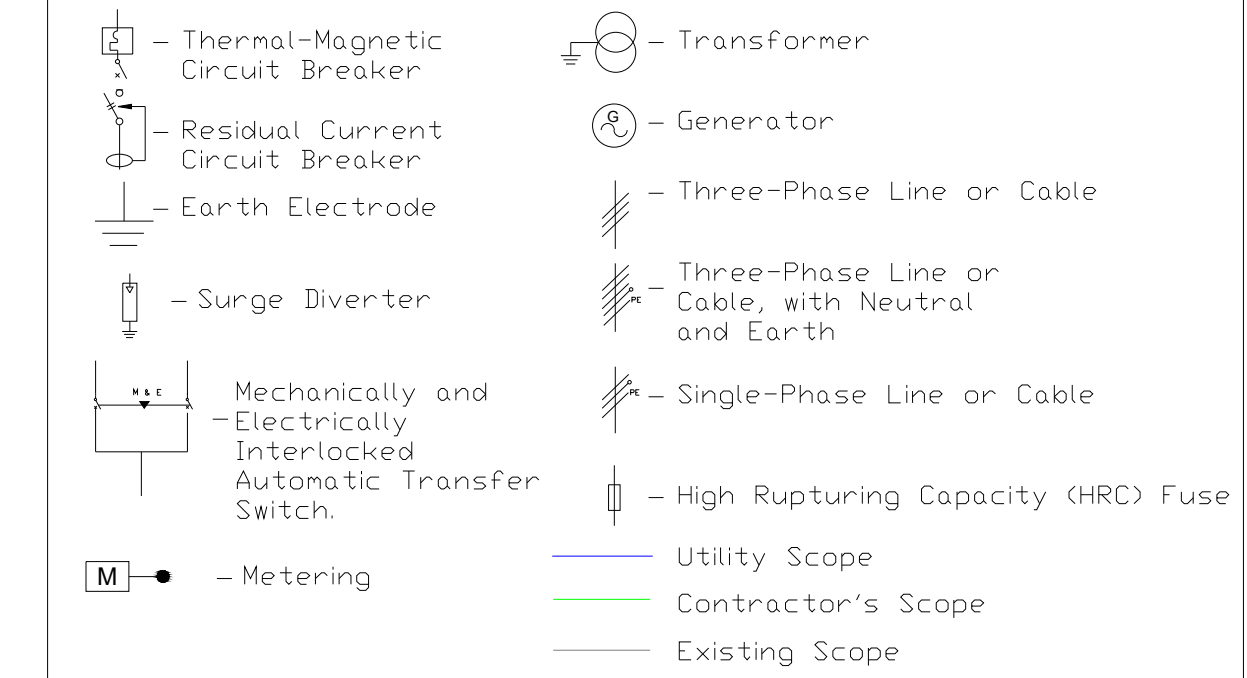 — Thermal-Magnetic
Circuit Breaker
— Residual Current
Circuit Breaker
— Earth Electrode
— Surge Diverter
M & E
— Mechanically and
Electrically
Interlocked
Automatic Transfer
Switch.
M
— Metering
— Transformer
G
— Generator
— Three-Phase Line or Cable
PE
— Three-Phase Line or
Cable, with Neutral
and Earth
PE
— Single-Phase Line or Cable
— High Rupturing Capacity (HRC) Fuse
Utility Scope
Contractor's Scope
Existing Scope